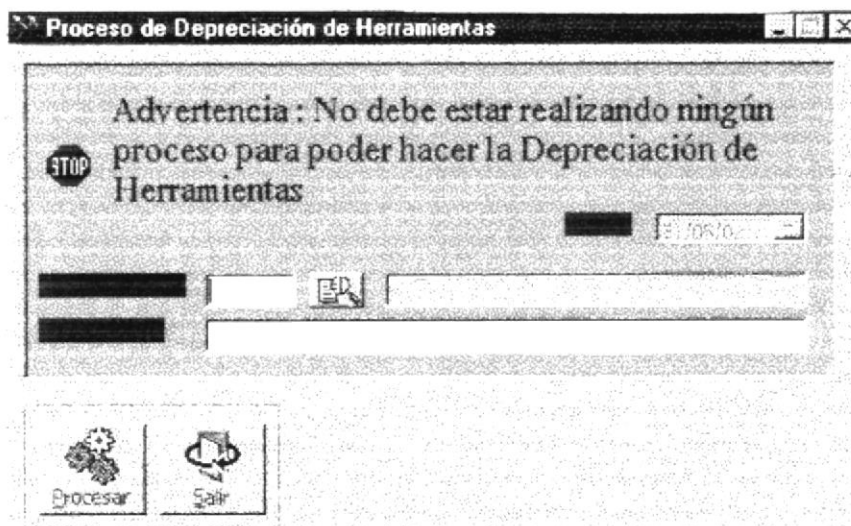 Proceso de Depreciación de Herramientas
Advertencia : No debe estar realizando ningún
STOP
proceso para poder hacer la Depreciación de
Herramientas
Procesar
Salir